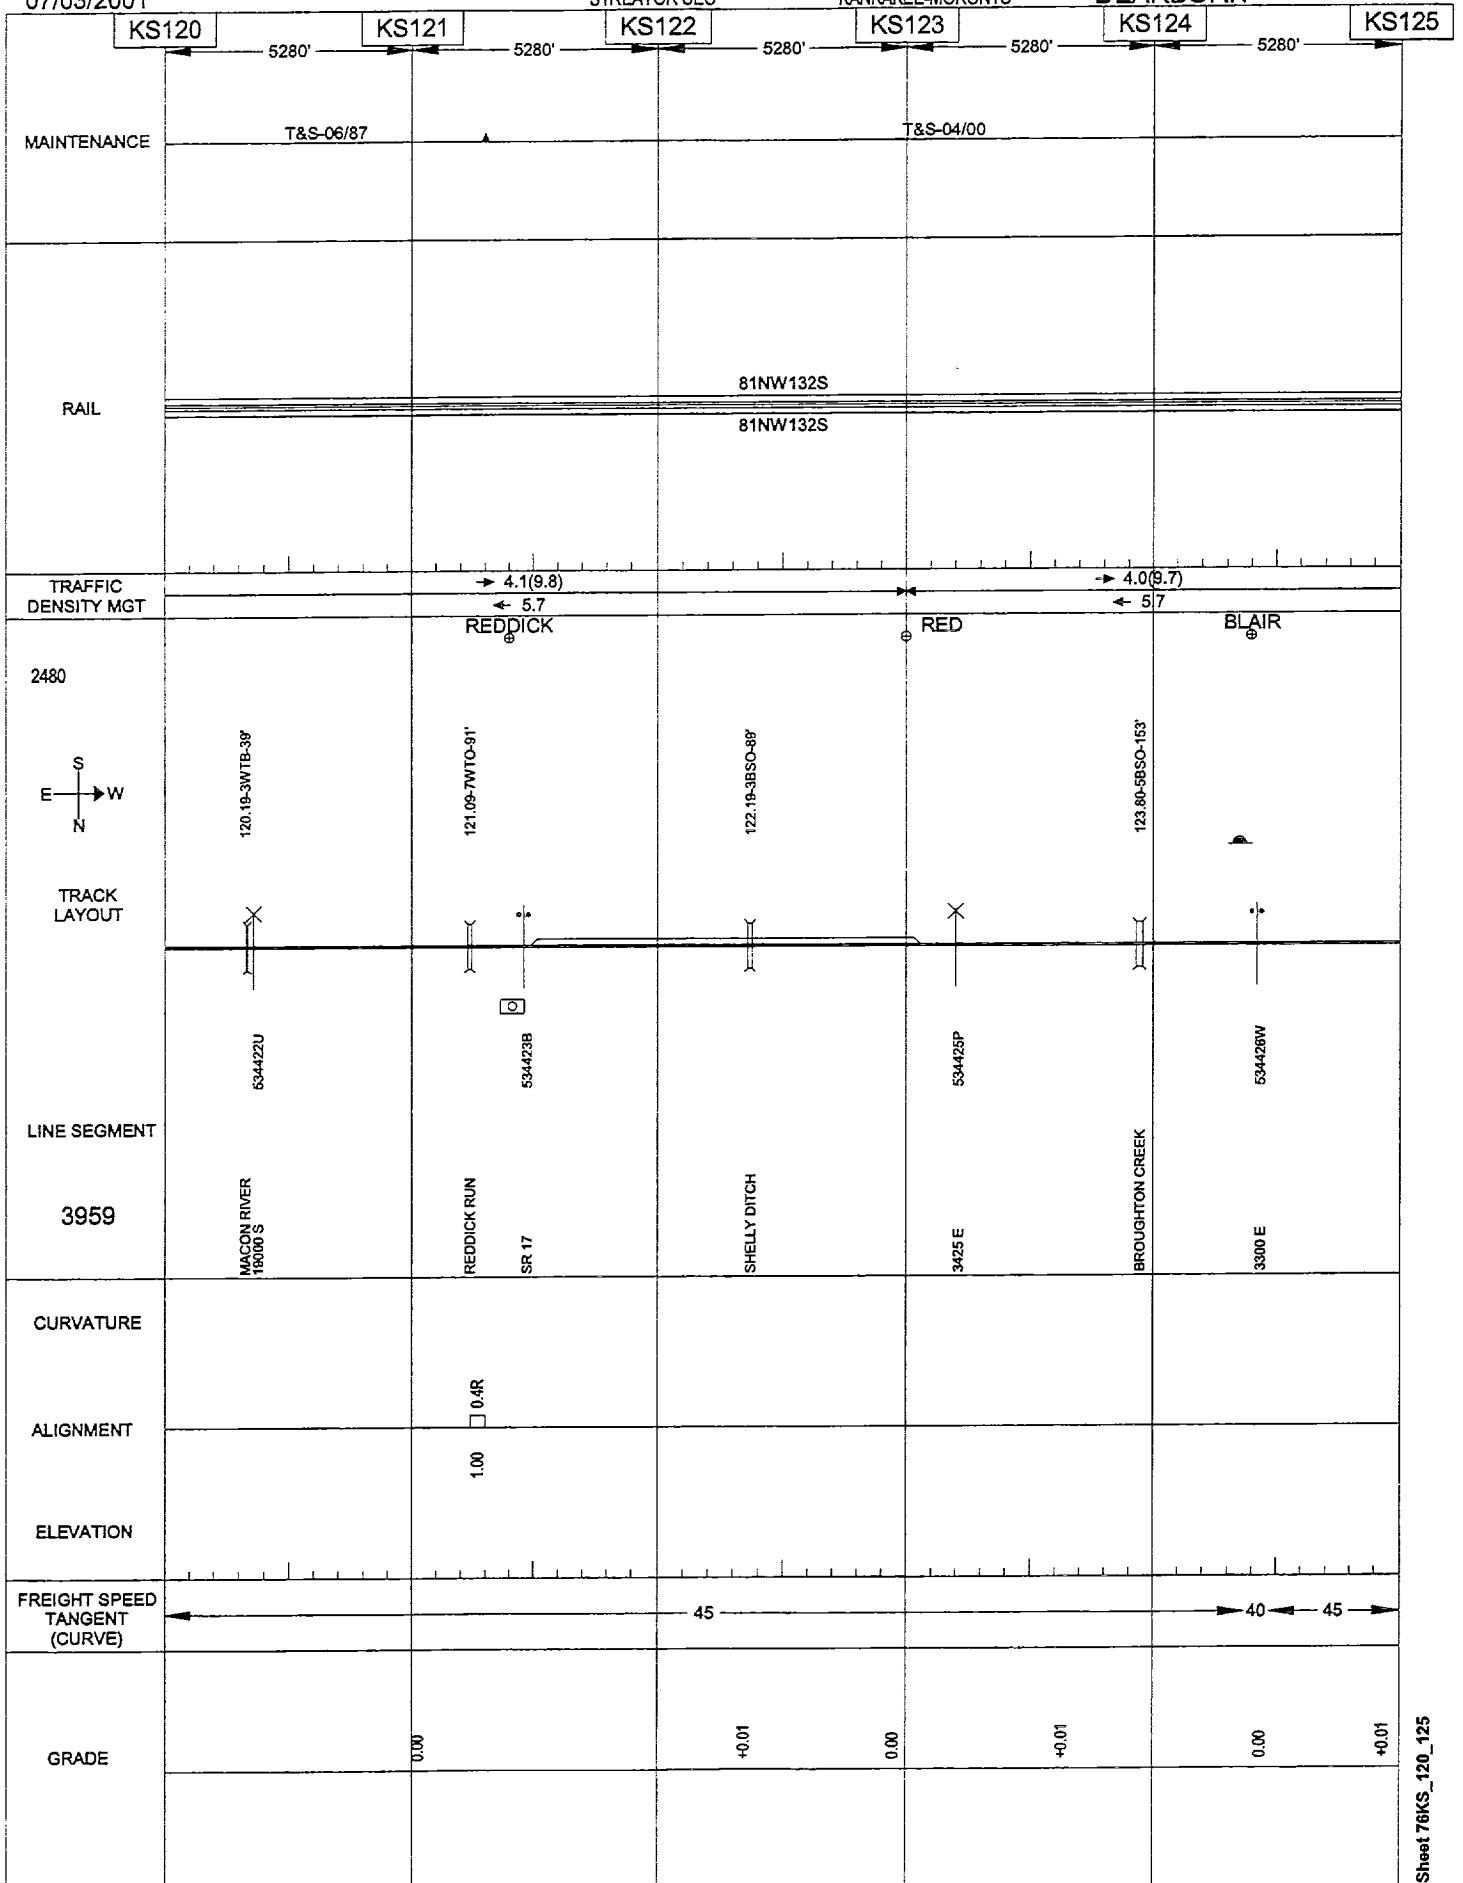 07/03/2001
KS120 KS121 KS122 KS123 KS124 KS125
5280' 5280' 5280' 5280' 5280'
MAINTENANCE
T&S-06/87 T&S-04/00
RAIL
81NW132S
81NW132S
TRAFFIC
DENSITY MGT
4.1(9.8) 4.0(9.7)
5.7 5.7
REDDICK RED BLAIR
2480
S
E W
N
120.19-3WTB-39'
121.09-7WTO-91'
122.19-3BSO-89'
123.80-5BSO-153'
TRACK
LAYOUT
534422U
534423B
534425P
534426W
LINE SEGMENT
3959
MACON RIVER
19000 S
REDDICK RUN
SR 17
SHELLY DITCH
3425 E
BROUGHTON CREEK
3300 E
CURVATURE
ALIGNMENT
0.4R
1.00
ELEVATION
FREIGHT SPEED
TANGENT
(CURVE)
45 40 45
GRADE
0.00 +0.01 0.00 +0.01 0.00 +0.01
Sheet 76KS_120_125